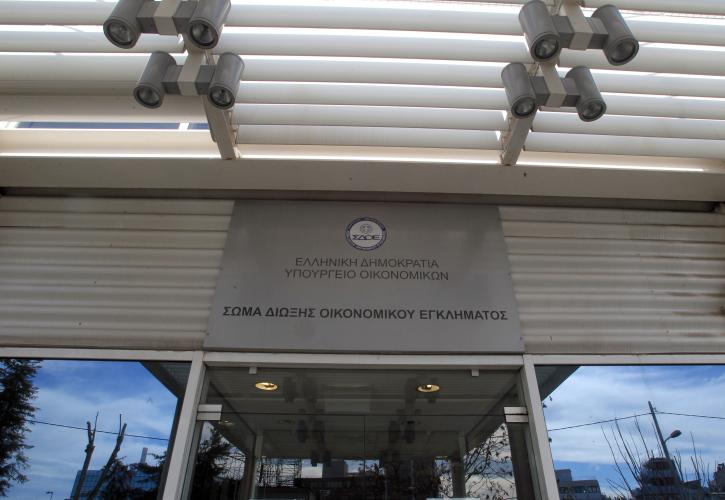 ΣΔΟΕ
ΕΛΛΗΝΙΚΗ ΔΗΜΟΚΡΑΤΙΑ
ΥΠΟΥΡΓΕΙΟ ΟΙΚΟΝΟΜΙΚΩΝ
ΣΩΜΑ ΔΙΩΞΗΣ ΟΙΚΟΝΟΜΙΚΟΥ ΕΓΚΛΗΜΑΤΟΣ